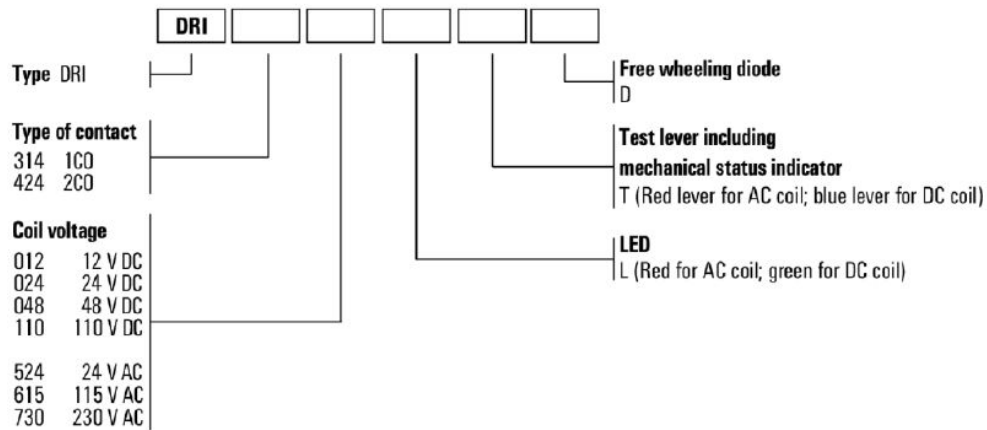 DRI
Type DRI
Type of contact
314 1CO
424 2CO
Coil voltage
012 12 V DC
024 24 V DC
048 48 V DC
110 110 V DC
524 24 V AC
615 115 V AC
730 230 V AC
Free wheeling diode
D
Test lever including
mechanical status indicator
T (Red lever for AC coil; blue lever for DC coil)
LED
L (Red for AC coil; green for DC coil)